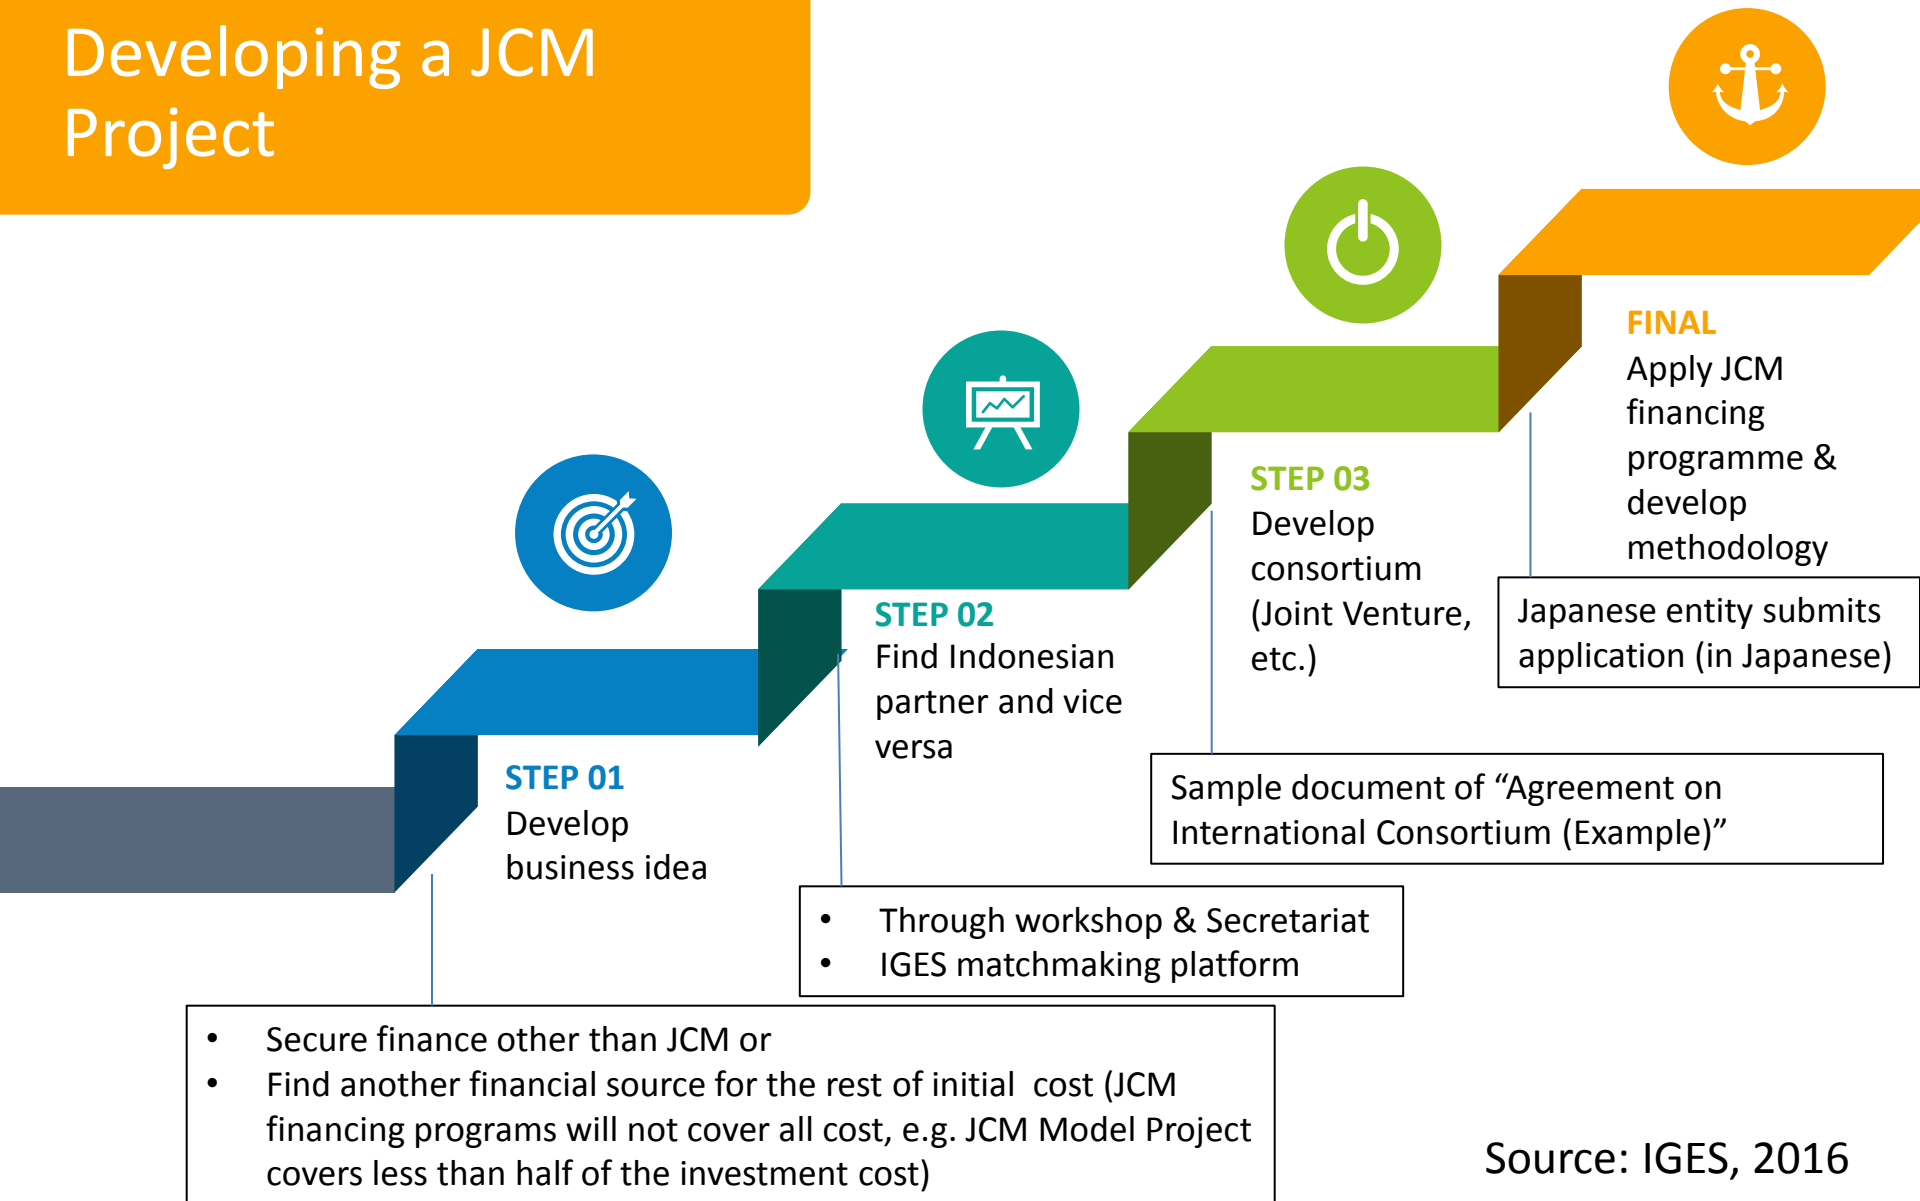 Developing a JCM
Project
STEP 01
Develop
business idea
• Secure finance other than JCM or
• Find another financial source for the rest of initial cost (JCM
financing programs will not cover all cost, e.g. JCM Model Project
covers less than half of the investment cost)
STEP 02
Find Indonesian
partner and vice
versa
• Through workshop & Secretariat
• IGES matchmaking platform
STEP 03
Develop
consortium
(Joint Venture,
etc.)
Sample document of “Agreement on
International Consortium (Example)”
FINAL
Apply JCM
financing
programme &
develop
methodology
Japanese entity submits
application (in Japanese)
Source: IGES, 2016